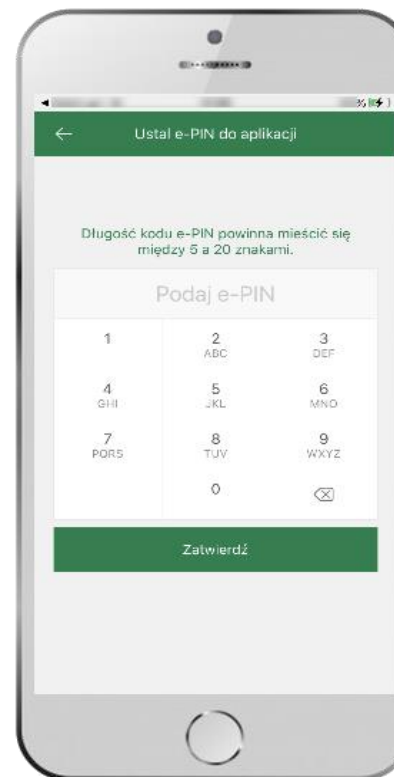 Ustal e-PIN do aplikacji
Długość kodu e-PIN powinna mieścić się
między 5 a 20 znakami.
Podaj e-PIN
1 2 3
ABC DEF
4 5 6
GHI JKL MNO
7 8 9
PQRS TUV WXYZ
0
Zatwierdź